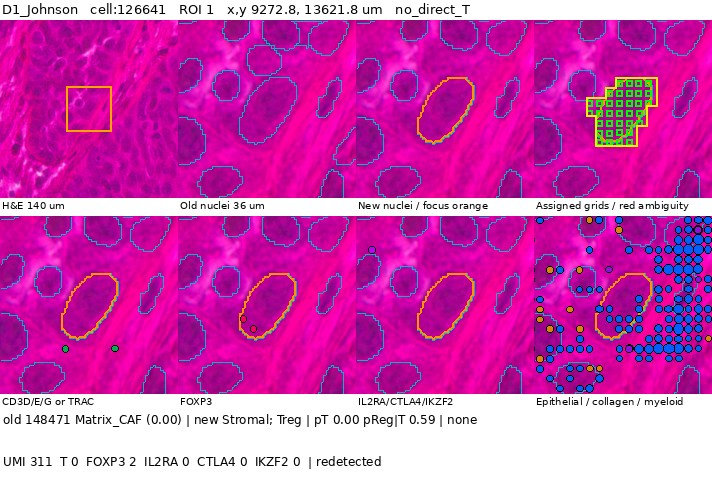 D1_Johnson cell:126641 ROI 1 x,y 9272.8, 13621.8 um no_direct_T
H&E 140 um
Old nuclei 36 um
New nuclei / focus orange
Assigned grids / red ambiguity
CD3D/E/G or TRAC
FOXP3
IL2RA/CTLA4/IKZF2
Epithelial / collagen / myeloid
old 148471 Matrix_CAF (0.00) | new Stromal; Treg | pT 0.00 pReg|T 0.59 | none
UMI 311 T 0 FOXP3 2 IL2RA 0 CTLA4 0 IKZF2 0 | redetected